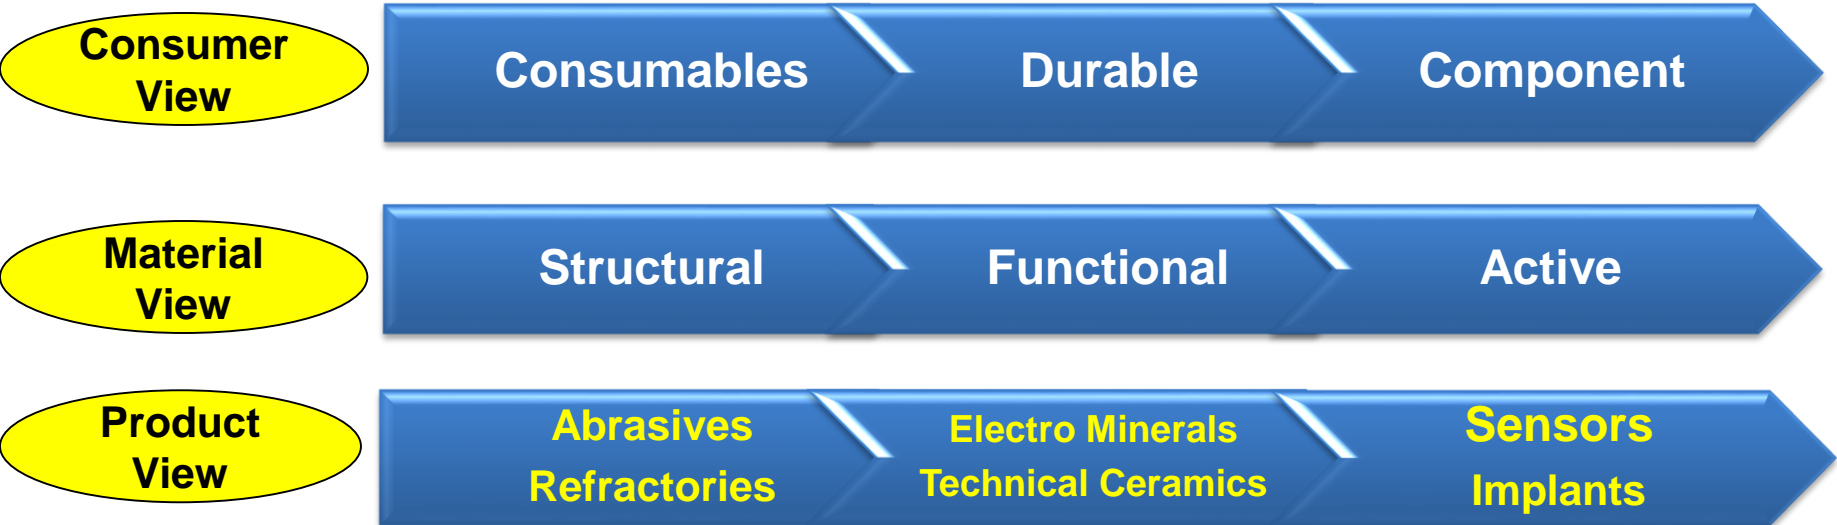 Consumer
View
Consumables
Durable
Component
Material
View
Structural
Functional
Active
Product
View
Abrasives
Refractories
Electro Minerals
Technical Ceramics
Sensors
Implants